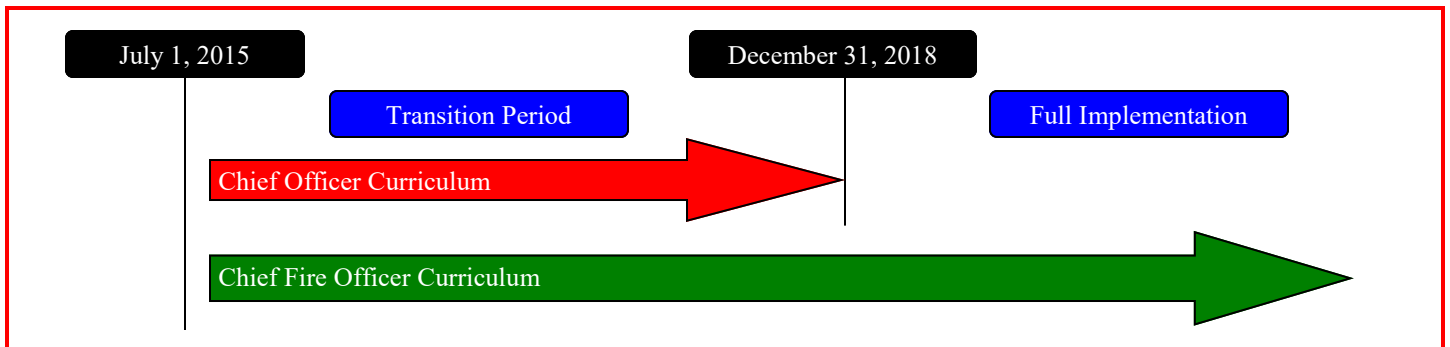 July 1, 2015
December 31, 2018
Transition Period
Full Implementation
Chief Officer Curriculum
Chief Fire Officer Curriculum